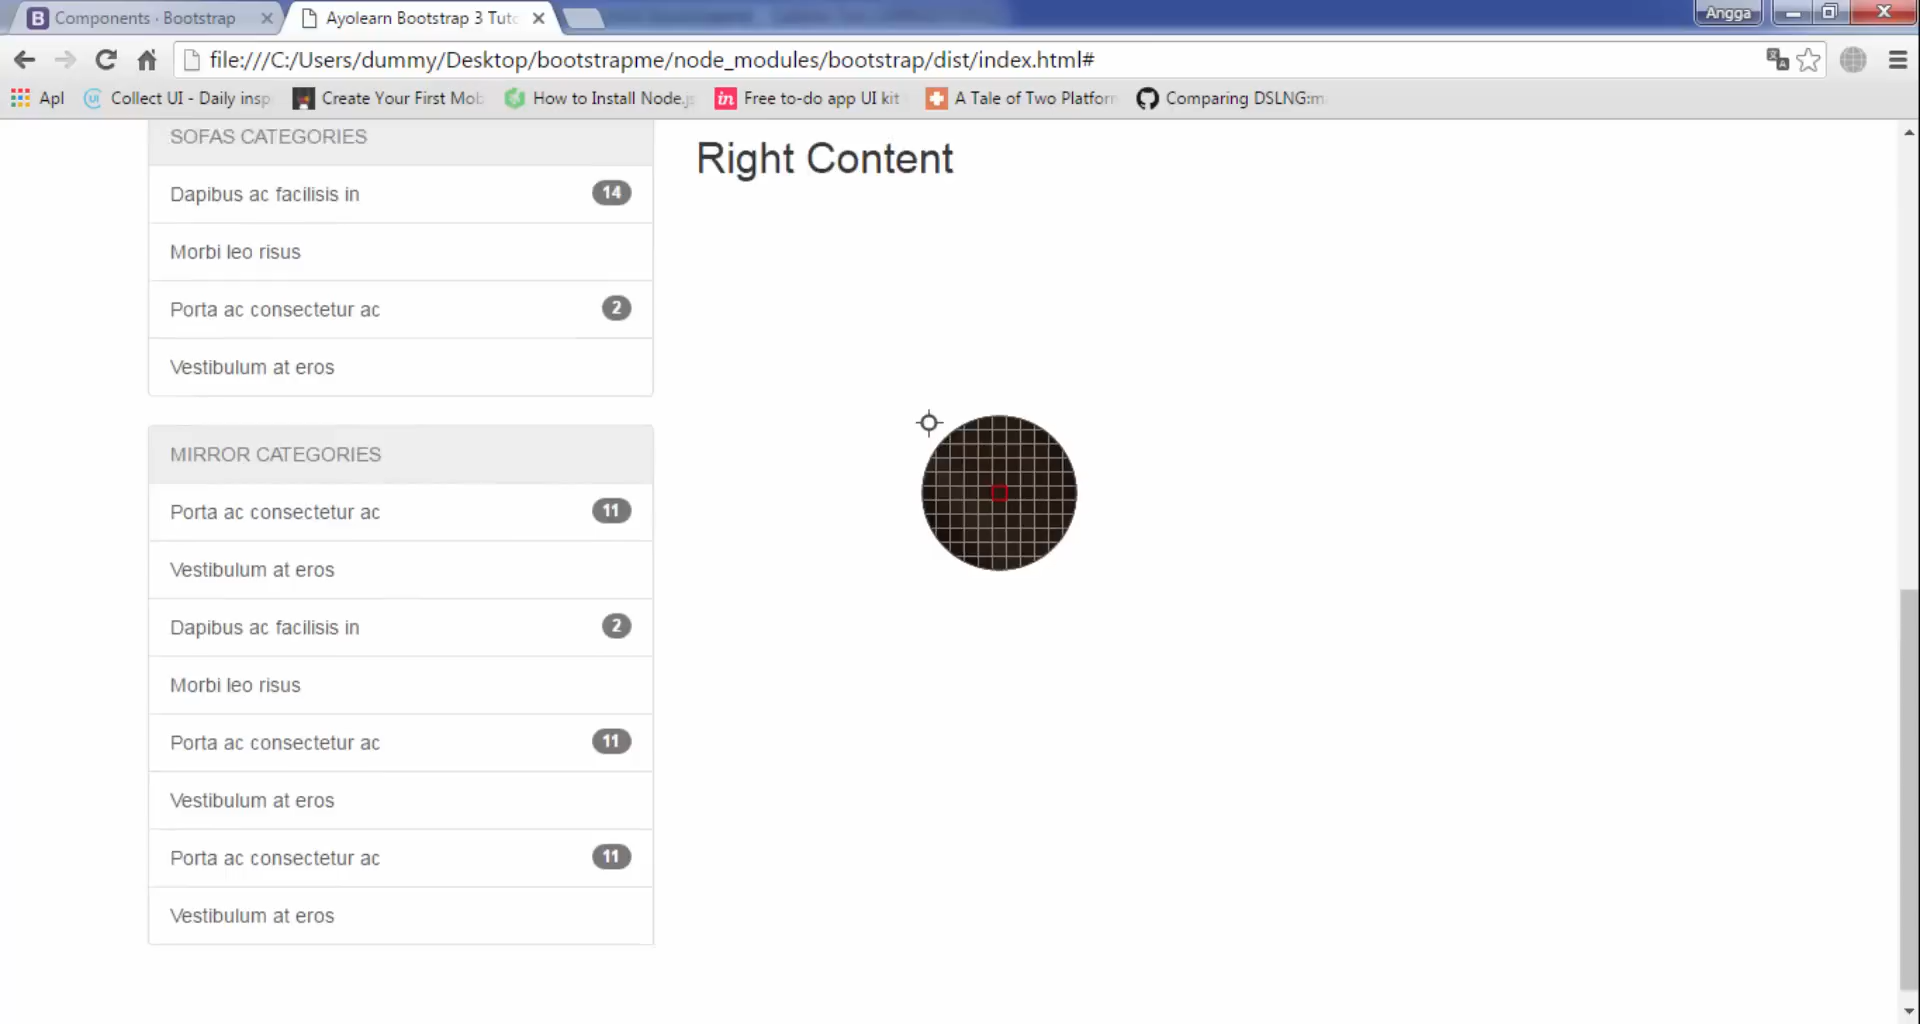 Components · Bootstrap
Ayolearn Bootstrap 3 Tuto
Angga
file:///C:/Users/dummy/Desktop/bootstrapme/node_modules/bootstrap/dist/index.html#
Apl
Collect UI - Daily insp
Create Your First Mob
How to Install Node.js
Free to-do app UI kit
A Tale of Two Platform
Comparing DSLNG:m
SOFAS CATEGORIES
Dapibus ac facilisis in 14
Morbi leo risus
Porta ac consectetur ac 2
Vestibulum at eros
MIRROR CATEGORIES
Porta ac consectetur ac 11
Vestibulum at eros
Dapibus ac facilisis in 2
Morbi leo risus
Porta ac consectetur ac 11
Vestibulum at eros
Porta ac consectetur ac 11
Vestibulum at eros
Right Content